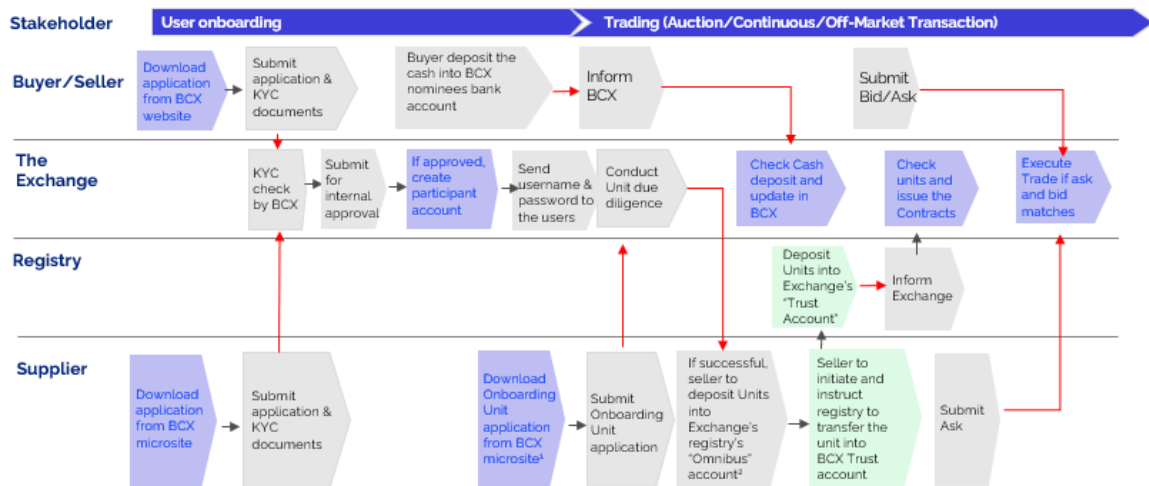 Stakeholder
User onboarding
Trading (Auction/Continuous/Off-Market Transaction)
Buyer/Seller
Download
application
from BCX
website
Submit
application &
KYC
documents
Buyer deposit the
cash into BCX
nominees bank
account
Inform
BCX
Submit
Bid/Ask
The
Exchange
KYC
check
by BCX
Submit
for
internal
approval
If approved,
create
participant
account
Send
username &
password to
the users
Conduct
Unit due
diligence
Check Cash
deposit and
update in
BCX
Check
units and
issue the
Contracts
Execute
Trade if ask
and bid
matches
Registry
Deposit
Units into
Exchange's
"Trust
Account"
Inform
Exchange
Supplier
Download
application
from BCX
microsite
Submit
application &
KYC
documents
Download
Onboarding
Unit
application
from BCX
microsite¹
Submit
Onboarding
Unit
application
If successful,
seller to
deposit Units
into
Exchange's
registry's
"Omnibus"
account²
Seller to
initiate and
instruct
registry to
transfer the
unit into
BCX Trust
account
Submit
Ask